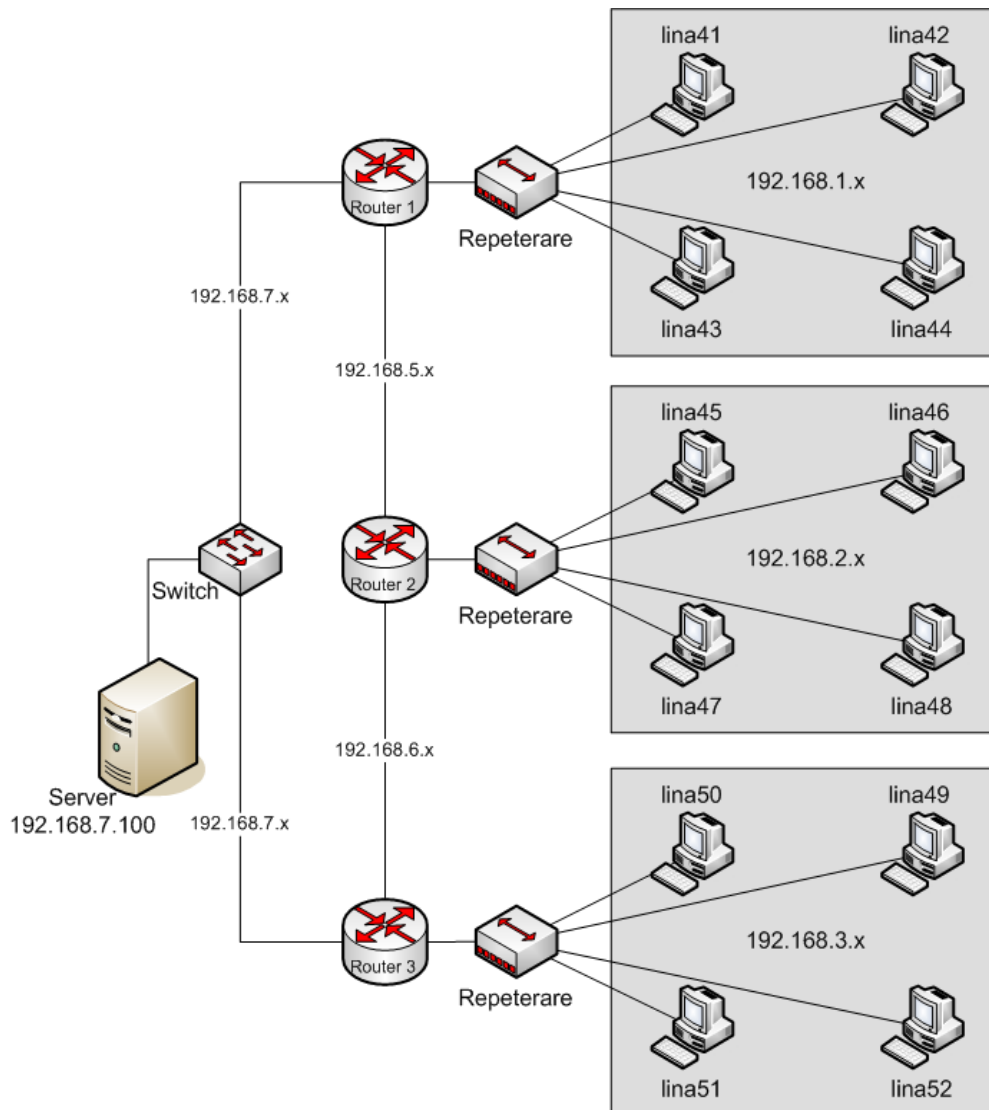 lina41
lina42
Router 1
Repeterare
192.168.1.x
lina43
lina44
192.168.7.x
192.168.5.x
lina45
lina46
Switch
Router 2
Repeterare
192.168.2.x
lina47
lina48
192.168.6.x
Server
192.168.7.100
192.168.7.x
lina50
lina49
Router 3
Repeterare
192.168.3.x
lina51
lina52